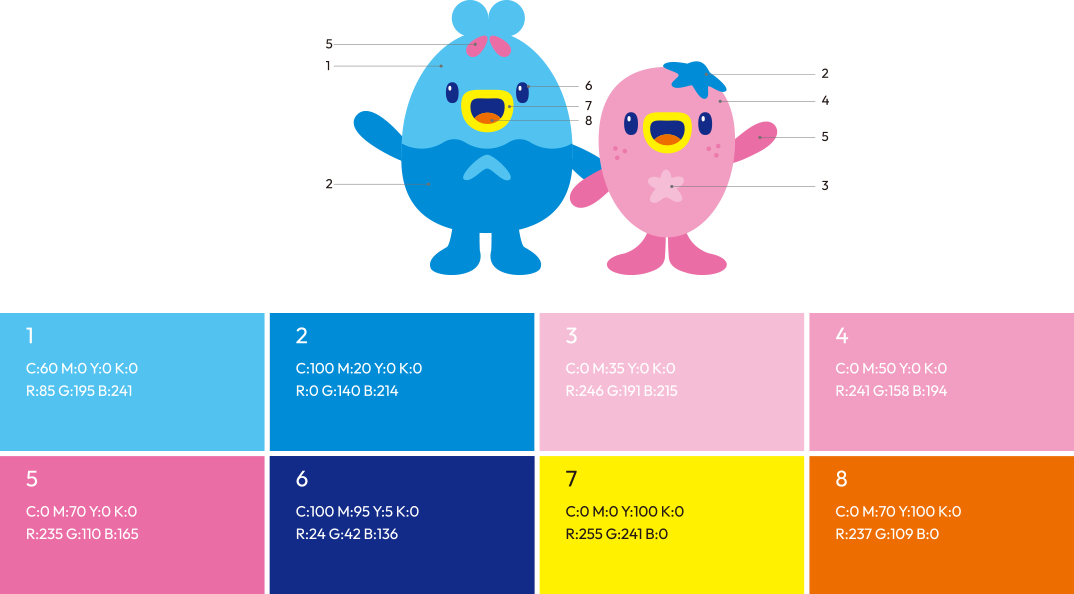 5
1
2
6
7
8
2
4
5
3
1
C:60 M:0 Y:0 K:0
R:85 G:195 B:241
2
C:100 M:20 Y:0 K:0
R:0 G:140 B:214
3
C:0 M:35 Y:0 K:0
R:246 G:191 B:215
4
C:0 M:50 Y:0 K:0
R:241 G:158 B:194
5
C:0 M:70 Y:0 K:0
R:235 G:110 B:165
6
C:100 M:95 Y:5 K:0
R:24 G:42 B:136
7
C:0 M:0 Y:100 K:0
R:255 G:241 B:0
8
C:0 M:70 Y:100 K:0
R:237 G:109 B:0